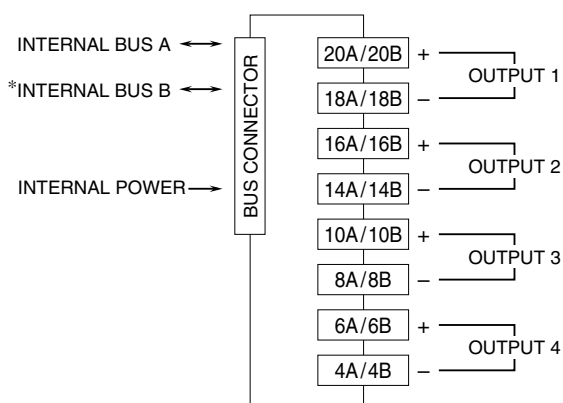 INTERNAL BUS A
*INTERNAL BUS B
INTERNAL POWER
BUS CONNECTOR
20A/20B +
OUTPUT 1
18A/18B –
16A/16B +
OUTPUT 2
14A/14B –
10A/10B +
OUTPUT 3
8A/8B –
6A/6B +
OUTPUT 4
4A/4B –